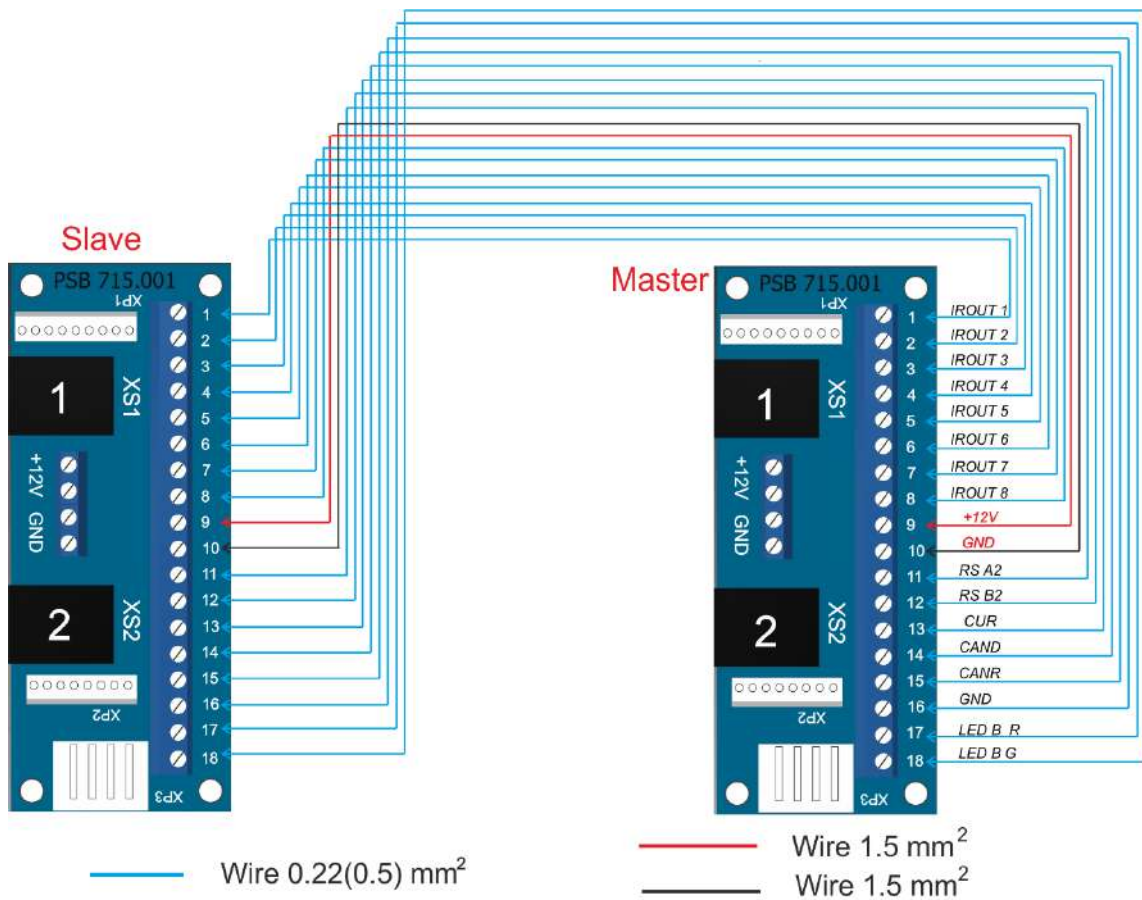 Slave
PSB 715.001
XP1
1
2
3
4
5
6
7
8
9
10
11
12
13
14
15
16
17
18
1
XS1
+12V
GND
2
XS2
XP2
XP3
Master
PSB 715.001
XP1
1 IROUT 1
2 IROUT 2
3 IROUT 3
4 IROUT 4
5 IROUT 5
6 IROUT 6
7 IROUT 7
8 IROUT 8
9 +12V
10 GND
11 RS A2
12 RS B2
13 CUR
14 CAND
15 CANR
16 GND
17 LED B R
18 LED B G
1
XS1
+12V
GND
2
XS2
XP2
XP3
Wire 0.22(0.5) mm²
Wire 1.5 mm²
Wire 1.5 mm²